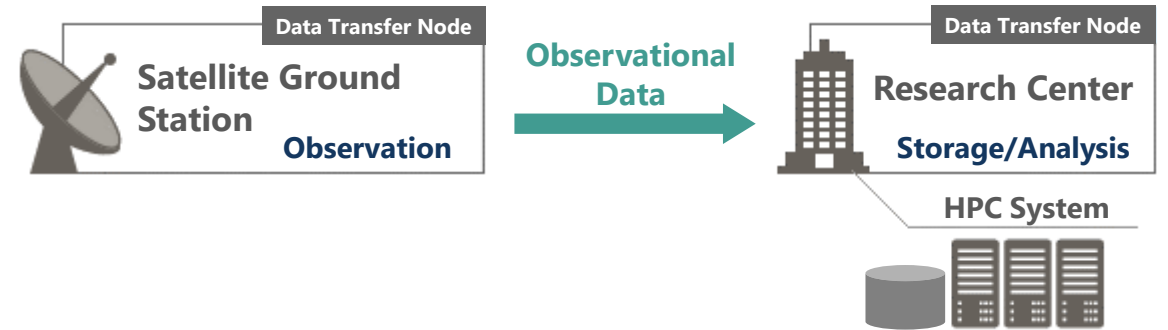 Data Transfer Node
Satellite Ground
Station
Observation
Observational
Data
Data Transfer Node
Research Center
Storage/Analysis
HPC System